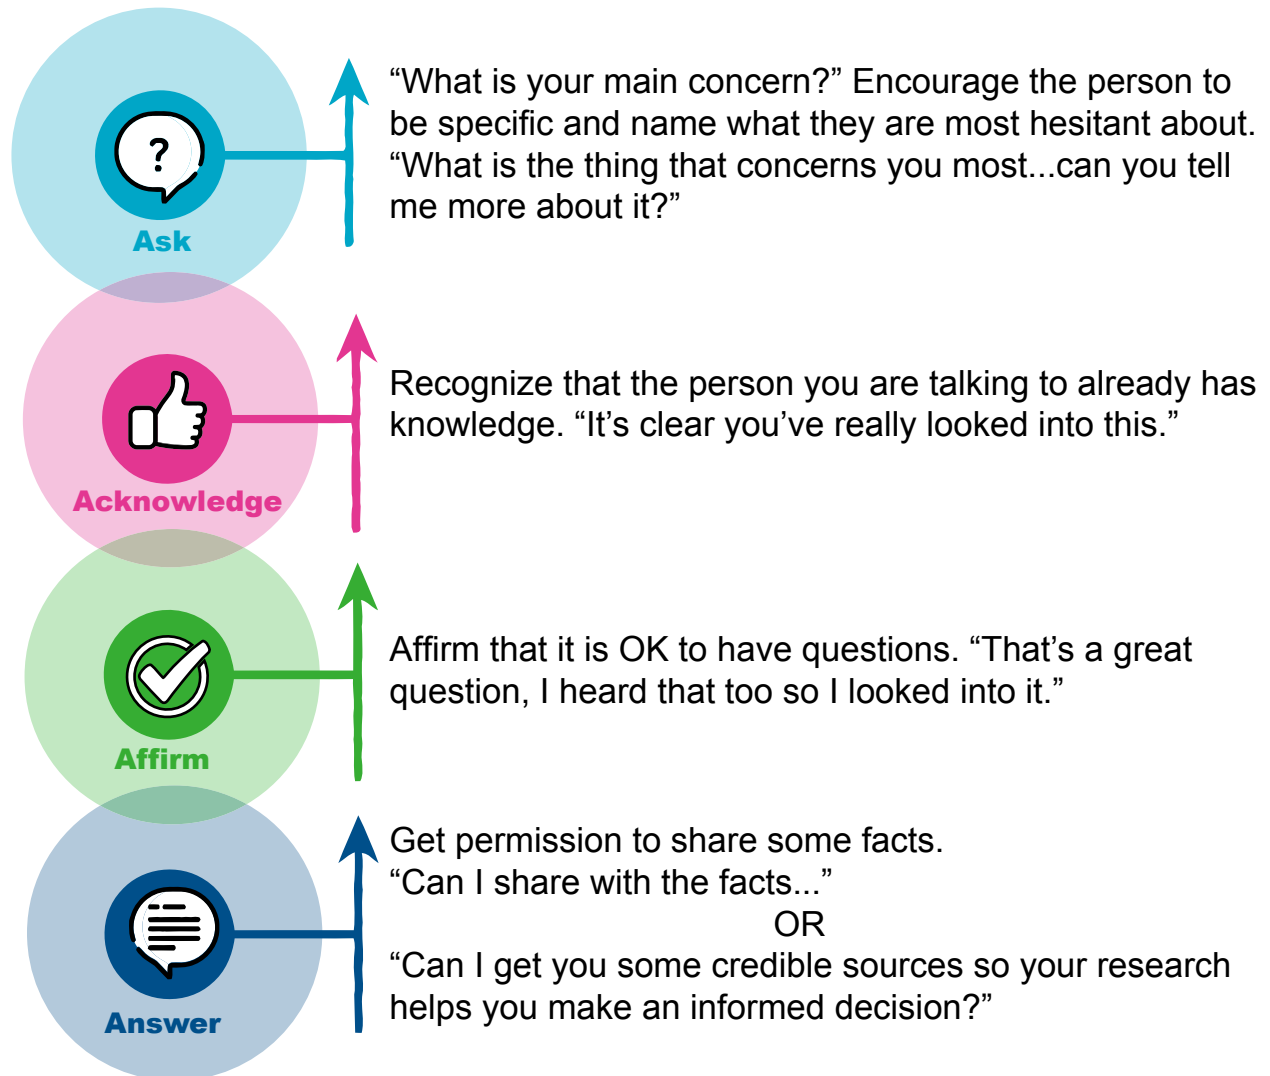 “What is your main concern?” Encourage the person to
be specific and name what they are most hesitant about.
“What is the thing that concerns you most...can you tell
me more about it?”
?
Ask
Recognize that the person you are talking to already has
knowledge. “It’s clear you’ve really looked into this.”
Acknowledge
Affirm that it is OK to have questions. “That’s a great
question, I heard that too so I looked into it.”
Affirm
Get permission to share some facts.
“Can I share with the facts...”
OR
“Can I get you some credible sources so your research
helps you make an informed decision?”
Answer